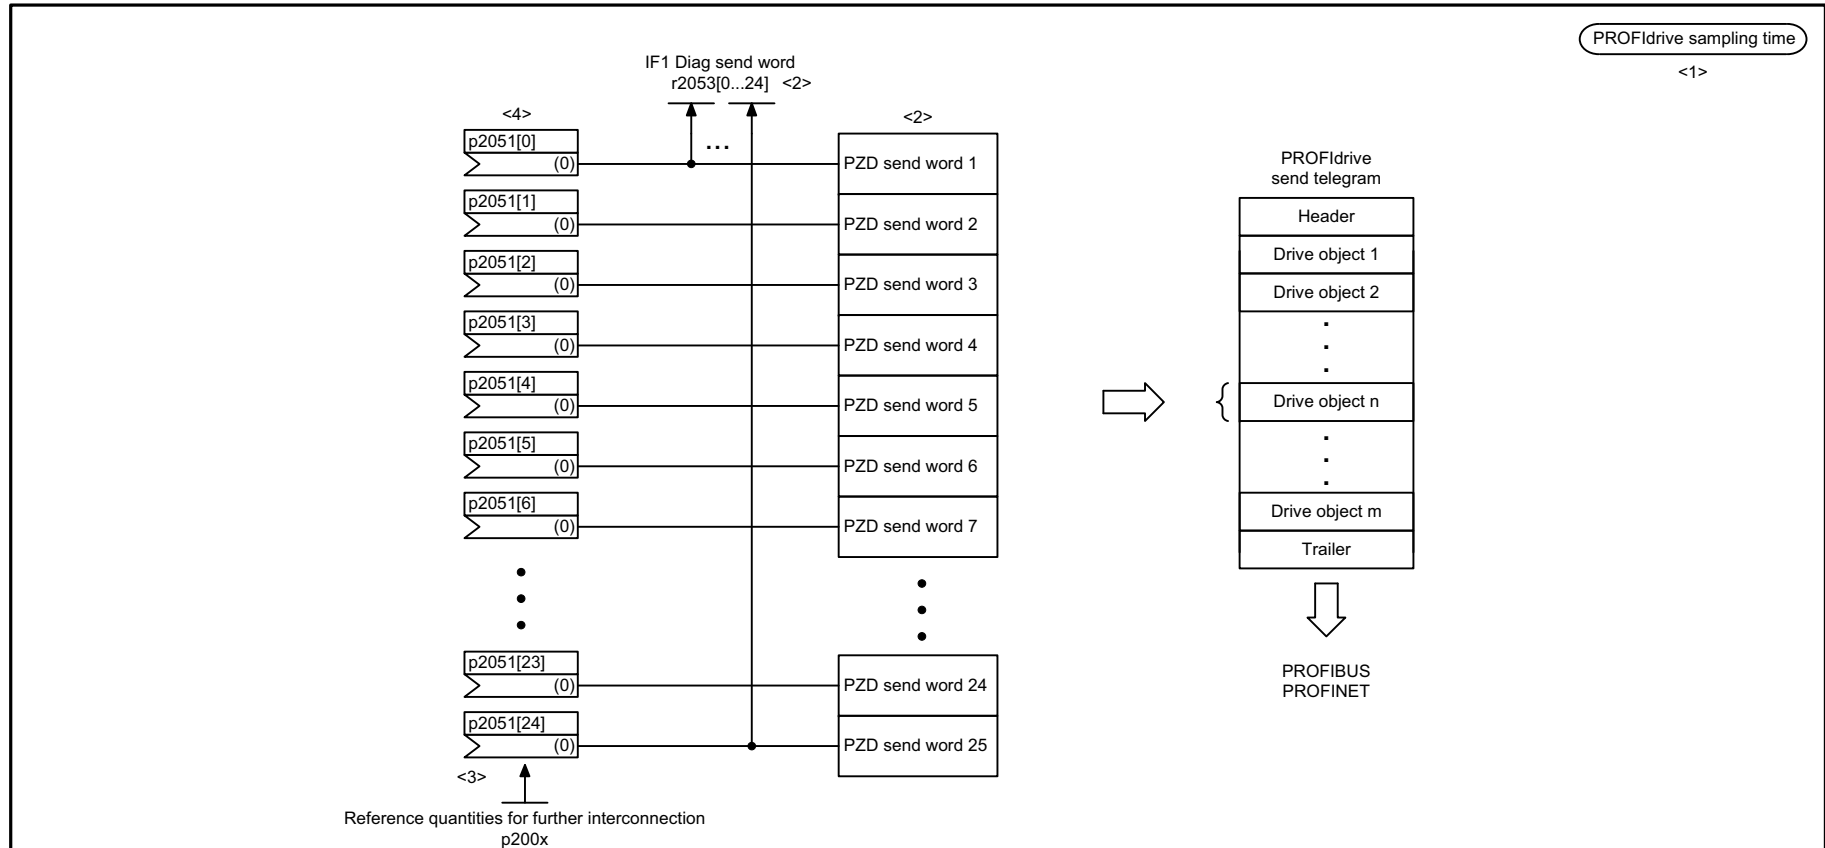 PROFIdrive sampling time
<1>
IF1 Diag send word
r2053[0...24] <2>
<4>
<2>
p2051[0]
(0)
...
PZD send word 1
p2051[1]
(0)
PZD send word 2
p2051[2]
(0)
PZD send word 3
p2051[3]
(0)
PZD send word 4
p2051[4]
(0)
PZD send word 5
p2051[5]
(0)
PZD send word 6
p2051[6]
(0)
PZD send word 7
p2051[23]
(0)
PZD send word 24
p2051[24]
(0)
PZD send word 25
<3>
Reference quantities for further interconnection
p200x
PROFIdrive
send telegram
Header
Drive object 1
Drive object 2
Drive object n
Drive object m
Trailer
PROFIBUS
PROFINET